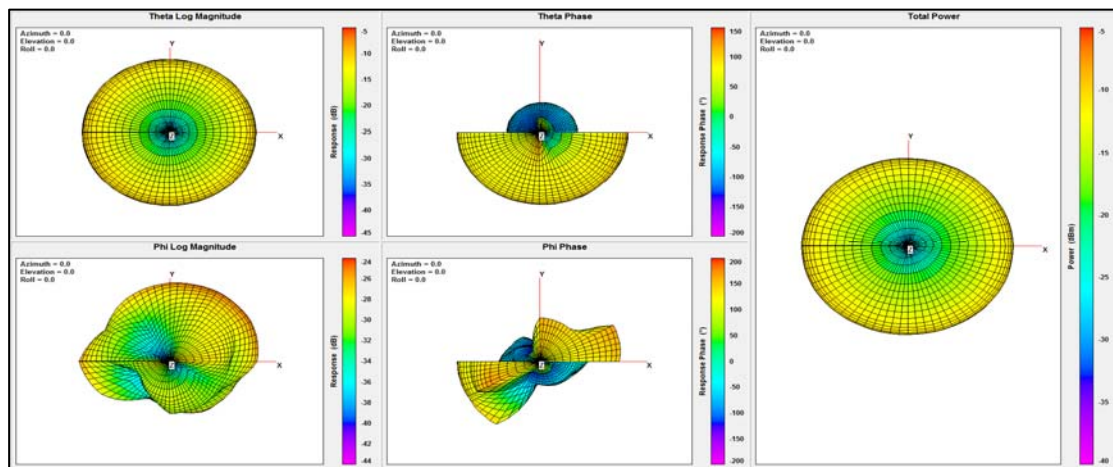 Theta Log Magnitude
Azimuth = 0.0
Elevation = 0.0
Roll = 0.0
Y
X
Z
-5
-10
-15
-20
-25
-30
-35
-40
-45
Response (dB)
Theta Phase
Azimuth = 0.0
Elevation = 0.0
Roll = 0.0
Y
X
Z
150
100
50
0
-50
-100
-150
-200
Response Phase (°)
Total Power
Azimuth = 0.0
Elevation = 0.0
Roll = 0.0
Y
X
Z
-5
-10
-15
-20
-25
-30
-35
-40
Power (dBm)
Phi Log Magnitude
Azimuth = 0.0
Elevation = 0.0
Roll = 0.0
Y
X
Z
-24
-26
-28
-30
-32
-34
-36
-38
-40
-42
-44
Response (dB)
Phi Phase
Azimuth = 0.0
Elevation = 0.0
Roll = 0.0
Y
X
Z
200
150
100
50
0
-50
-100
-150
-200
Response Phase (°)